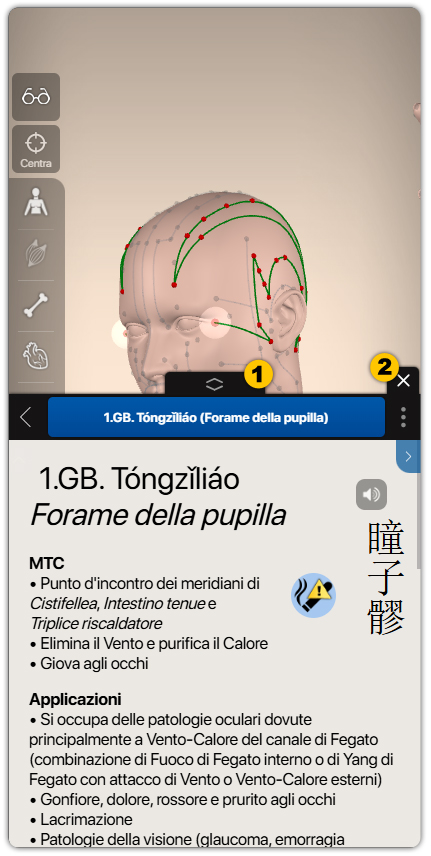 Centra
1
2
1.GB. Tóngzǐliáo (Forame della pupilla)
1.GB. Tóngzǐliáo
Forame della pupilla
瞳子髎
MTC
• Punto d'incontro dei meridiani di
Cistifellea, Intestino tenue e
Triplice riscaldatore
• Elimina il Vento e purifica il Calore
• Giova agli occhi
Applicazioni
• Si occupa delle patologie oculari dovute
principalmente a Vento-Calore del canale di Fegato
(combinazione di Fuoco di Fegato interno o di Yang di
Fegato con attacco di Vento o Vento-Calore esterni)
• Gonfiore, dolore, rossore e prurito agli occhi
• Lacrimazione
• Patologie della visione (glaucoma, emorragia